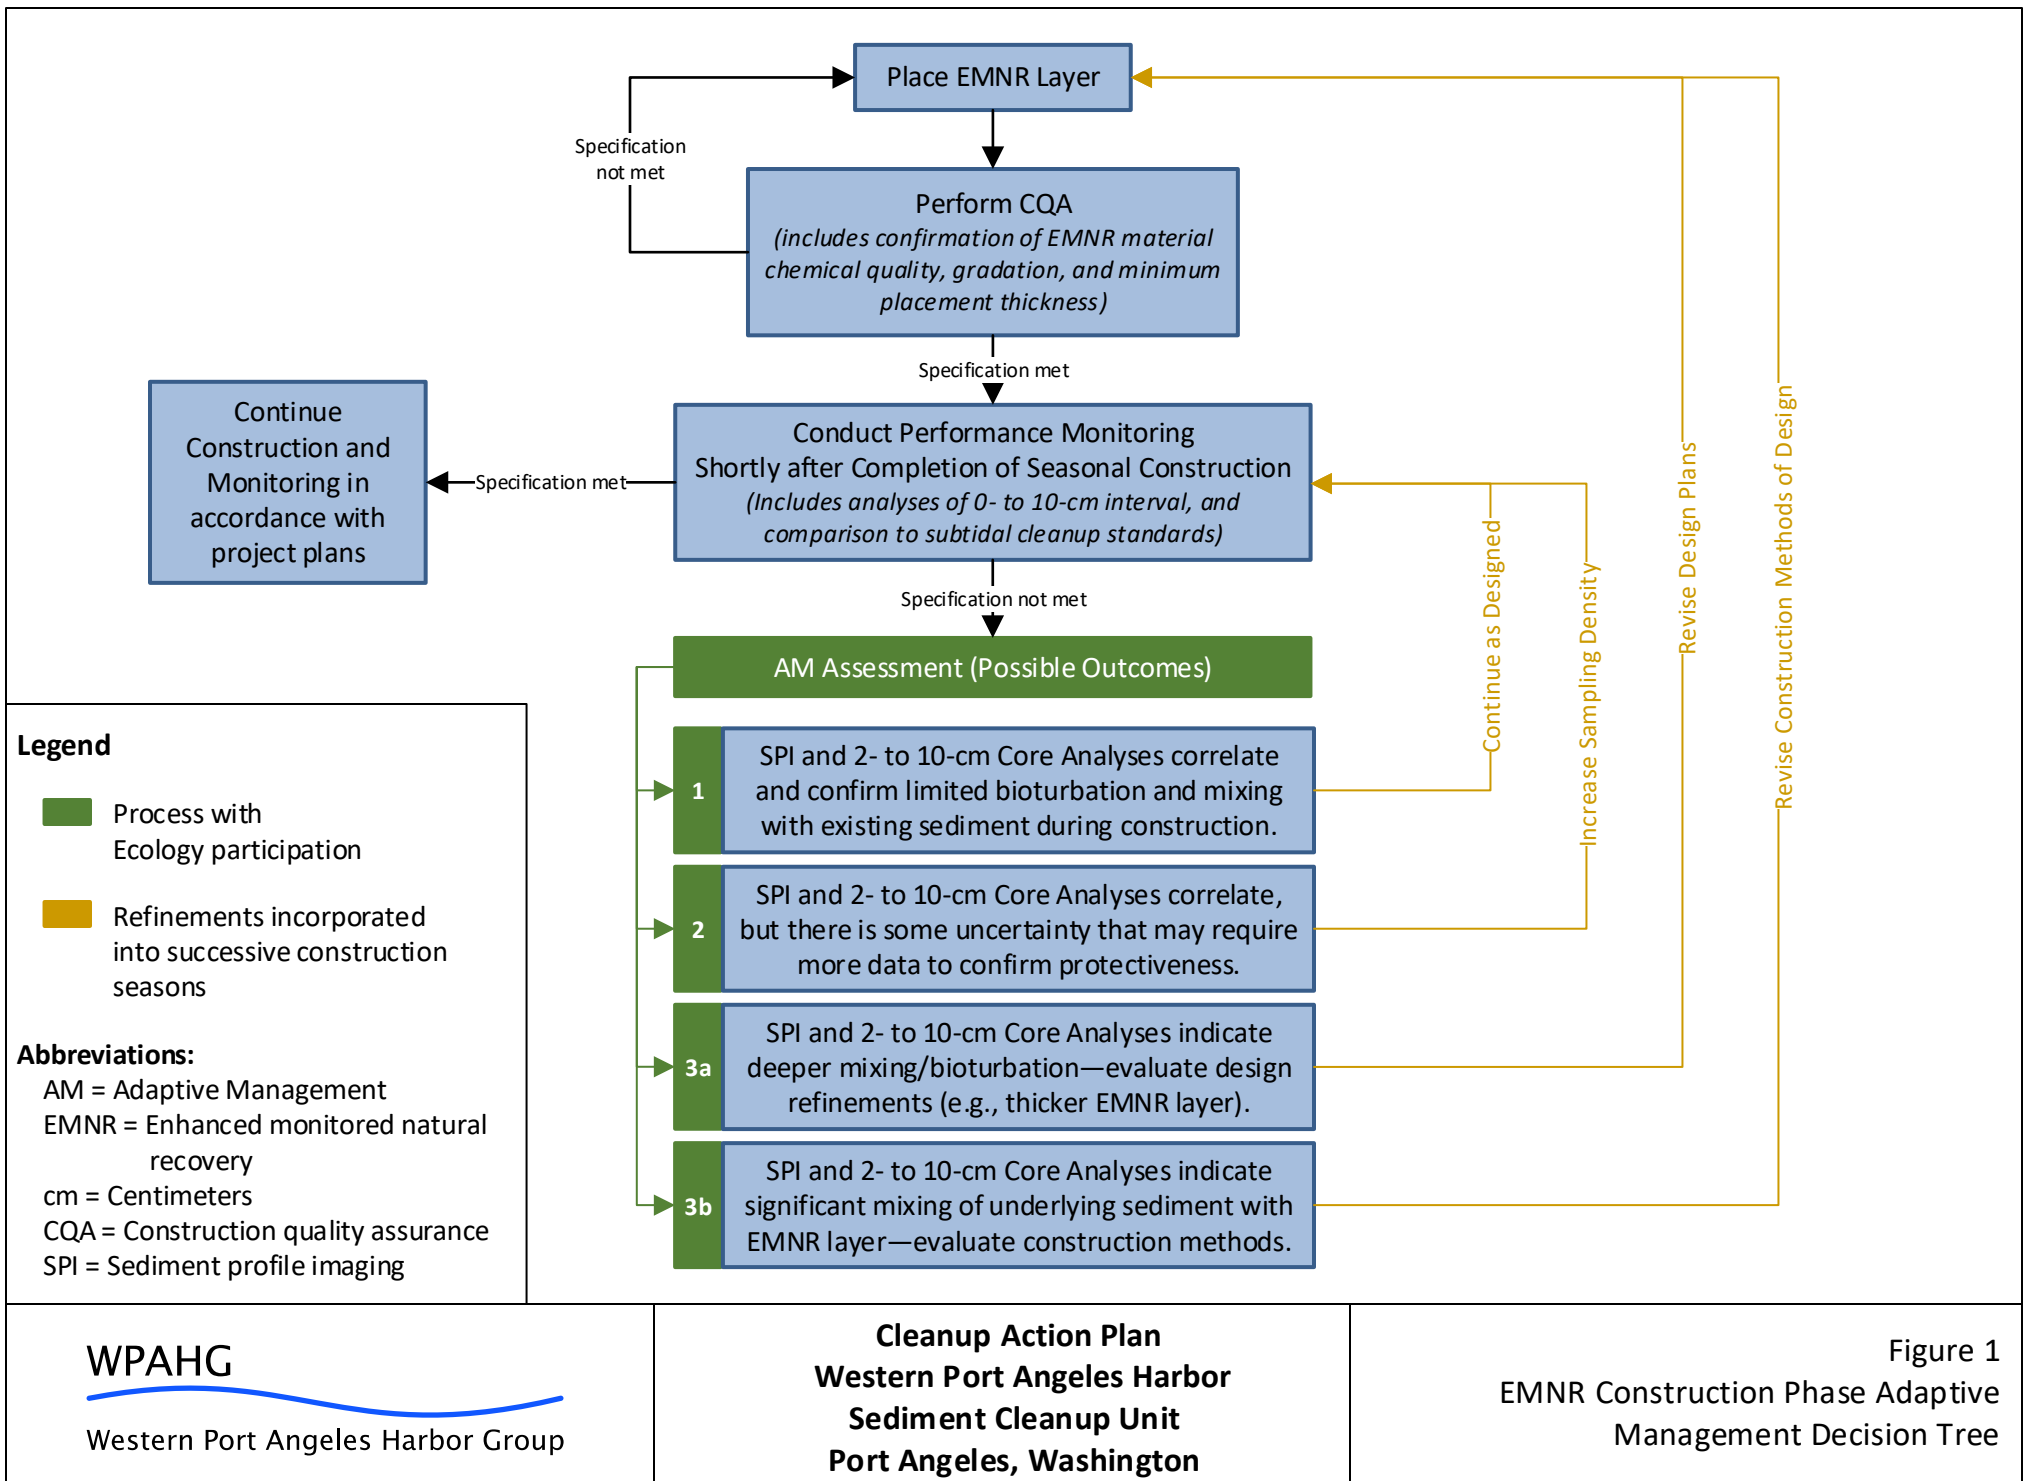 Place EMNR Layer
Specification
not met
Perform CQA
(includes confirmation of EMNR material
chemical quality, gradation, and minimum
placement thickness)
Specification met
Continue
Construction and
Monitoring in
accordance with
project plans
Specification met
Conduct Performance Monitoring
Shortly after Completion of Seasonal Construction
(Includes analyses of 0- to 10-cm interval, and
comparison to subtidal cleanup standards)
Specification not met
AM Assessment (Possible Outcomes)
1
SPI and 2- to 10-cm Core Analyses correlate
and confirm limited bioturbation and mixing
with existing sediment during construction.
2
SPI and 2- to 10-cm Core Analyses correlate,
but there is some uncertainty that may require
more data to confirm protectiveness.
3a
SPI and 2- to 10-cm Core Analyses indicate
deeper mixing/bioturbation—evaluate design
refinements (e.g., thicker EMNR layer).
3b
SPI and 2- to 10-cm Core Analyses indicate
significant mixing of underlying sediment with
EMNR layer—evaluate construction methods.
Continue as Designed
Increase Sampling Density
Revise Design Plans
Revise Construction Methods of Design
Legend
Process with
Ecology participation
Refinements incorporated
into successive construction
seasons
Abbreviations:
AM = Adaptive Management
EMNR = Enhanced monitored natural
recovery
cm = Centimeters
CQA = Construction quality assurance
SPI = Sediment profile imaging
WPAHG
Western Port Angeles Harbor Group
Cleanup Action Plan
Western Port Angeles Harbor
Sediment Cleanup Unit
Port Angeles, Washington
Figure 1
EMNR Construction Phase Adaptive
Management Decision Tree